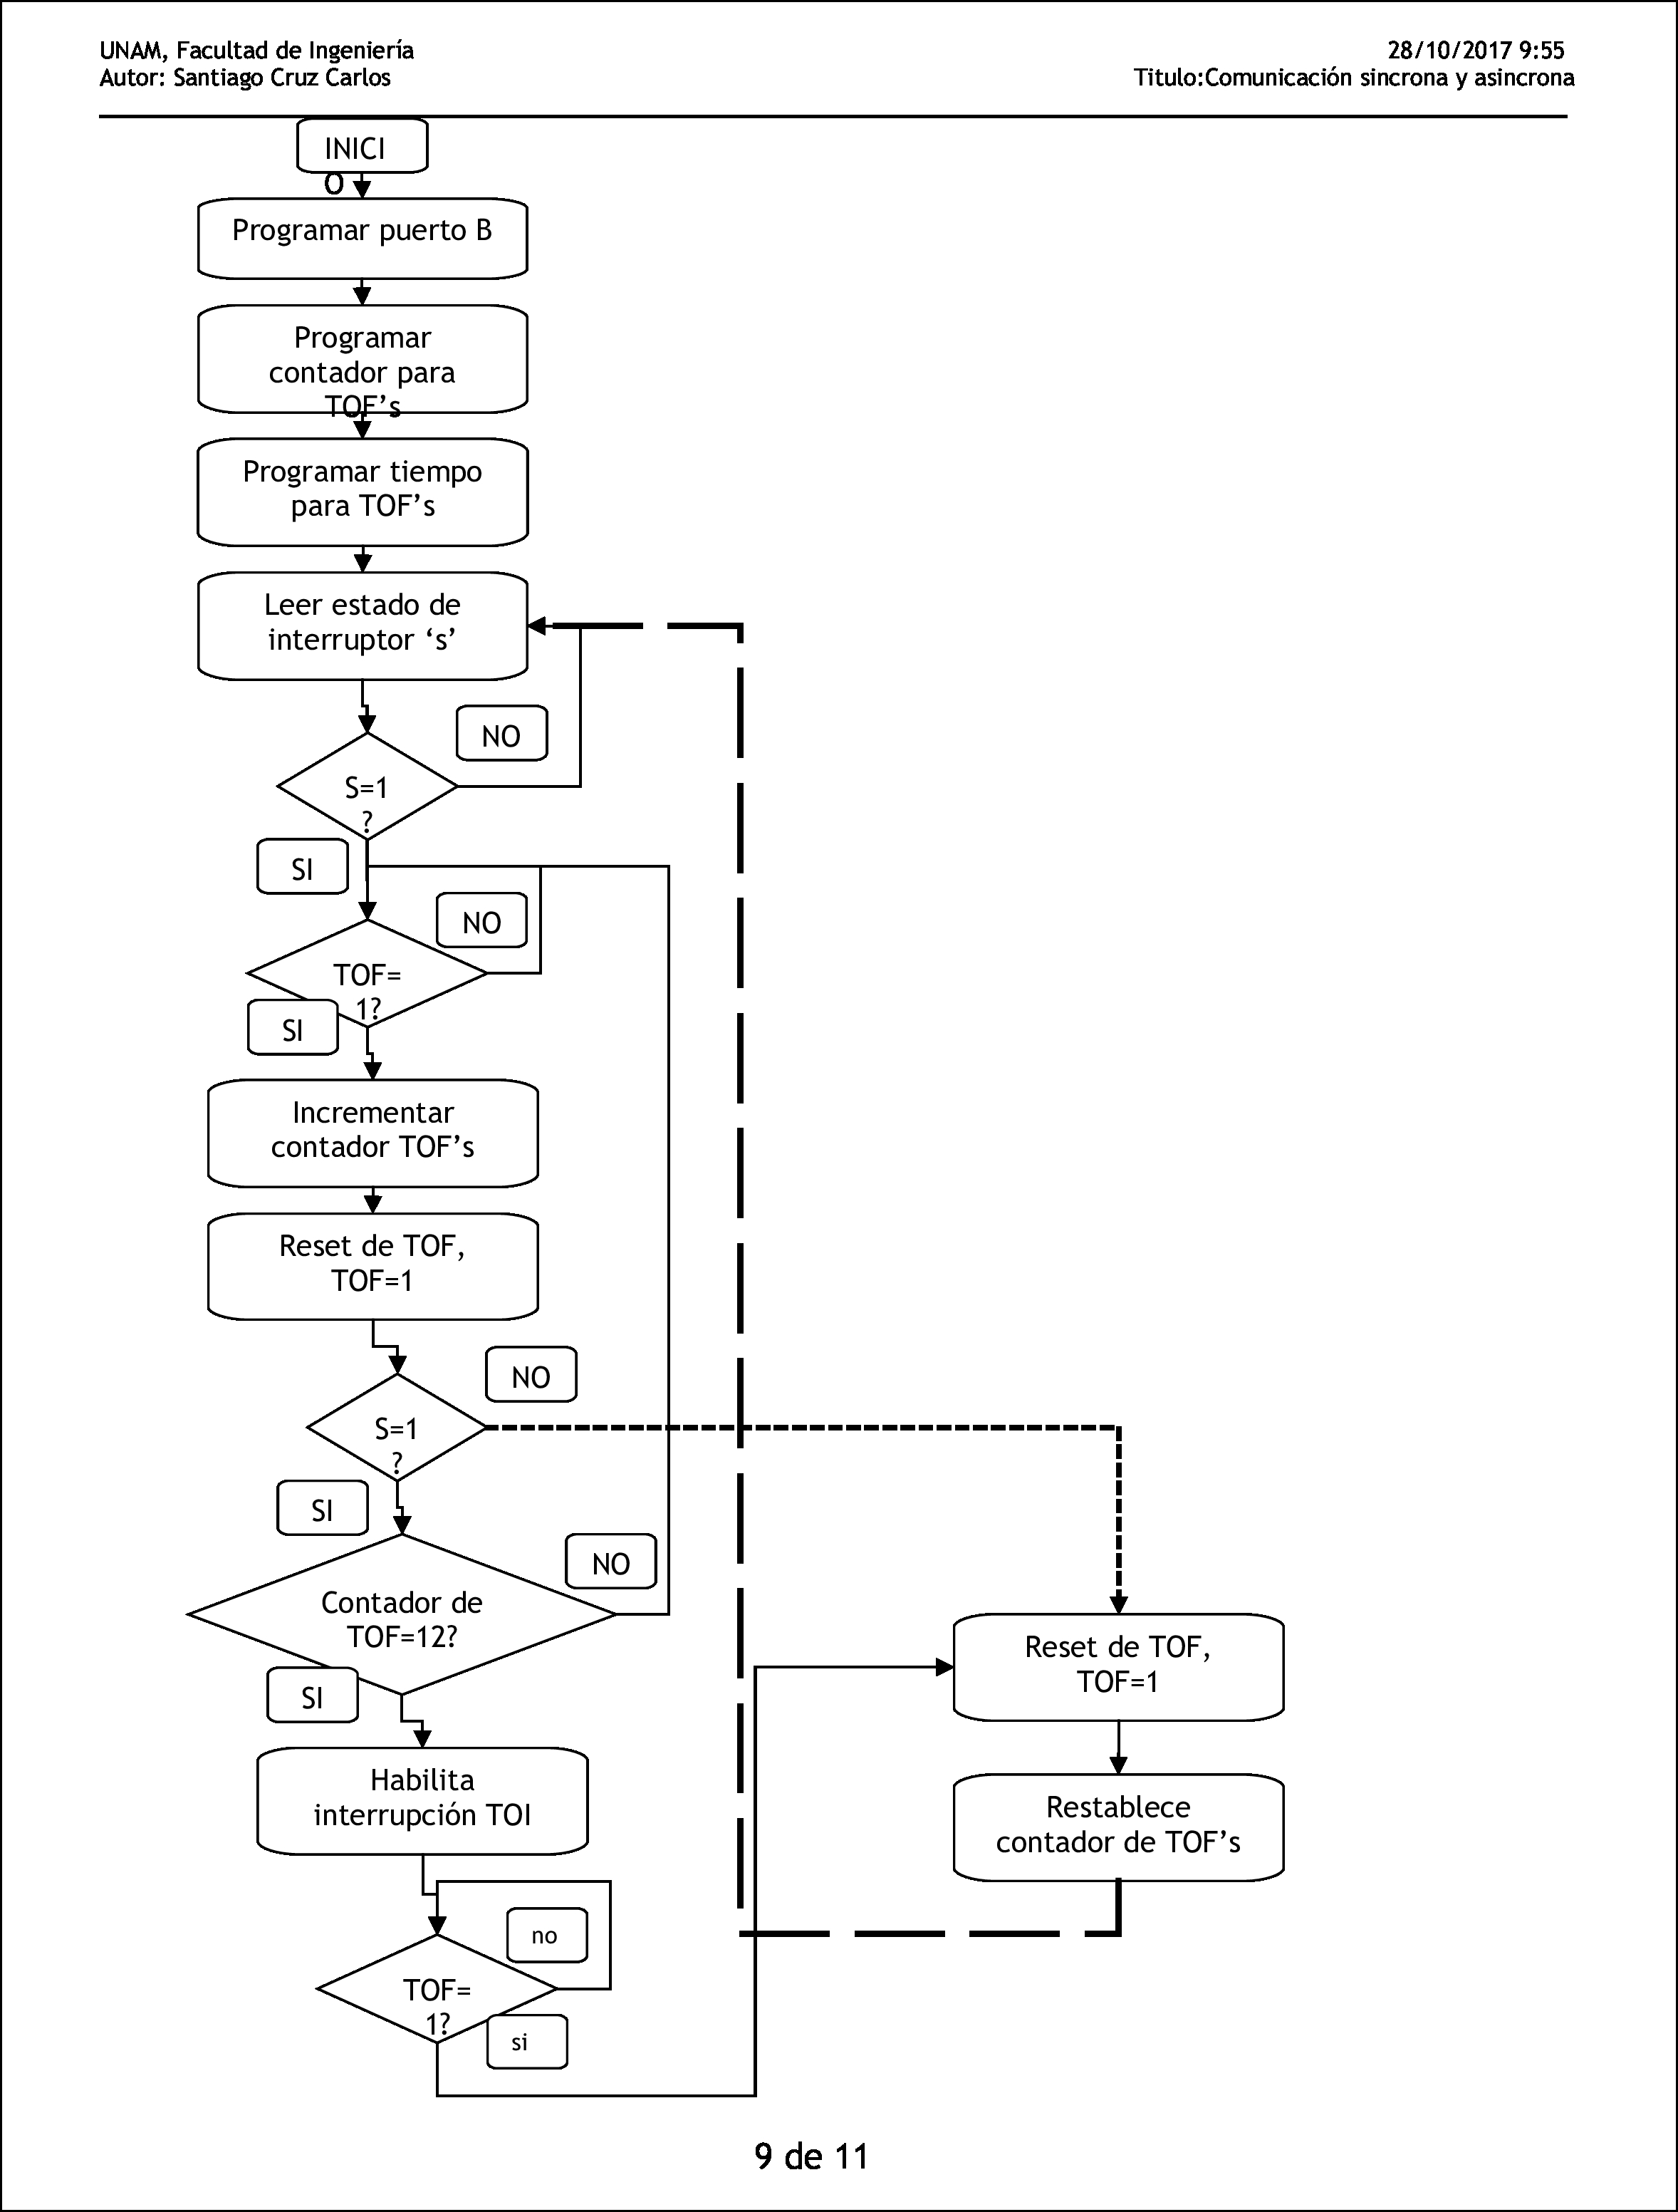 UNAM, Facultad de Ingeniería
28/10/2017 9:55
Autor: Santiago Cruz Carlos
Titulo:Comunicación sincrona y asincrona
INICI
O
Programar puerto B
Programar
contador para
TOF’s
Programar tiempo
para TOF’s
Leer estado de
interruptor ‘s’
NO
S=1
?
SI
NO
TOF=
1?
SI
Incrementar
contador TOF’s
Reset de TOF,
TOF=1
NO
S=1
?
SI
NO
Contador de
TOF=12?
SI
Reset de TOF,
TOF=1
Habilita
interrupción TOI
Restablece
contador de TOF’s
no
TOF=
1?
si
9 de 11